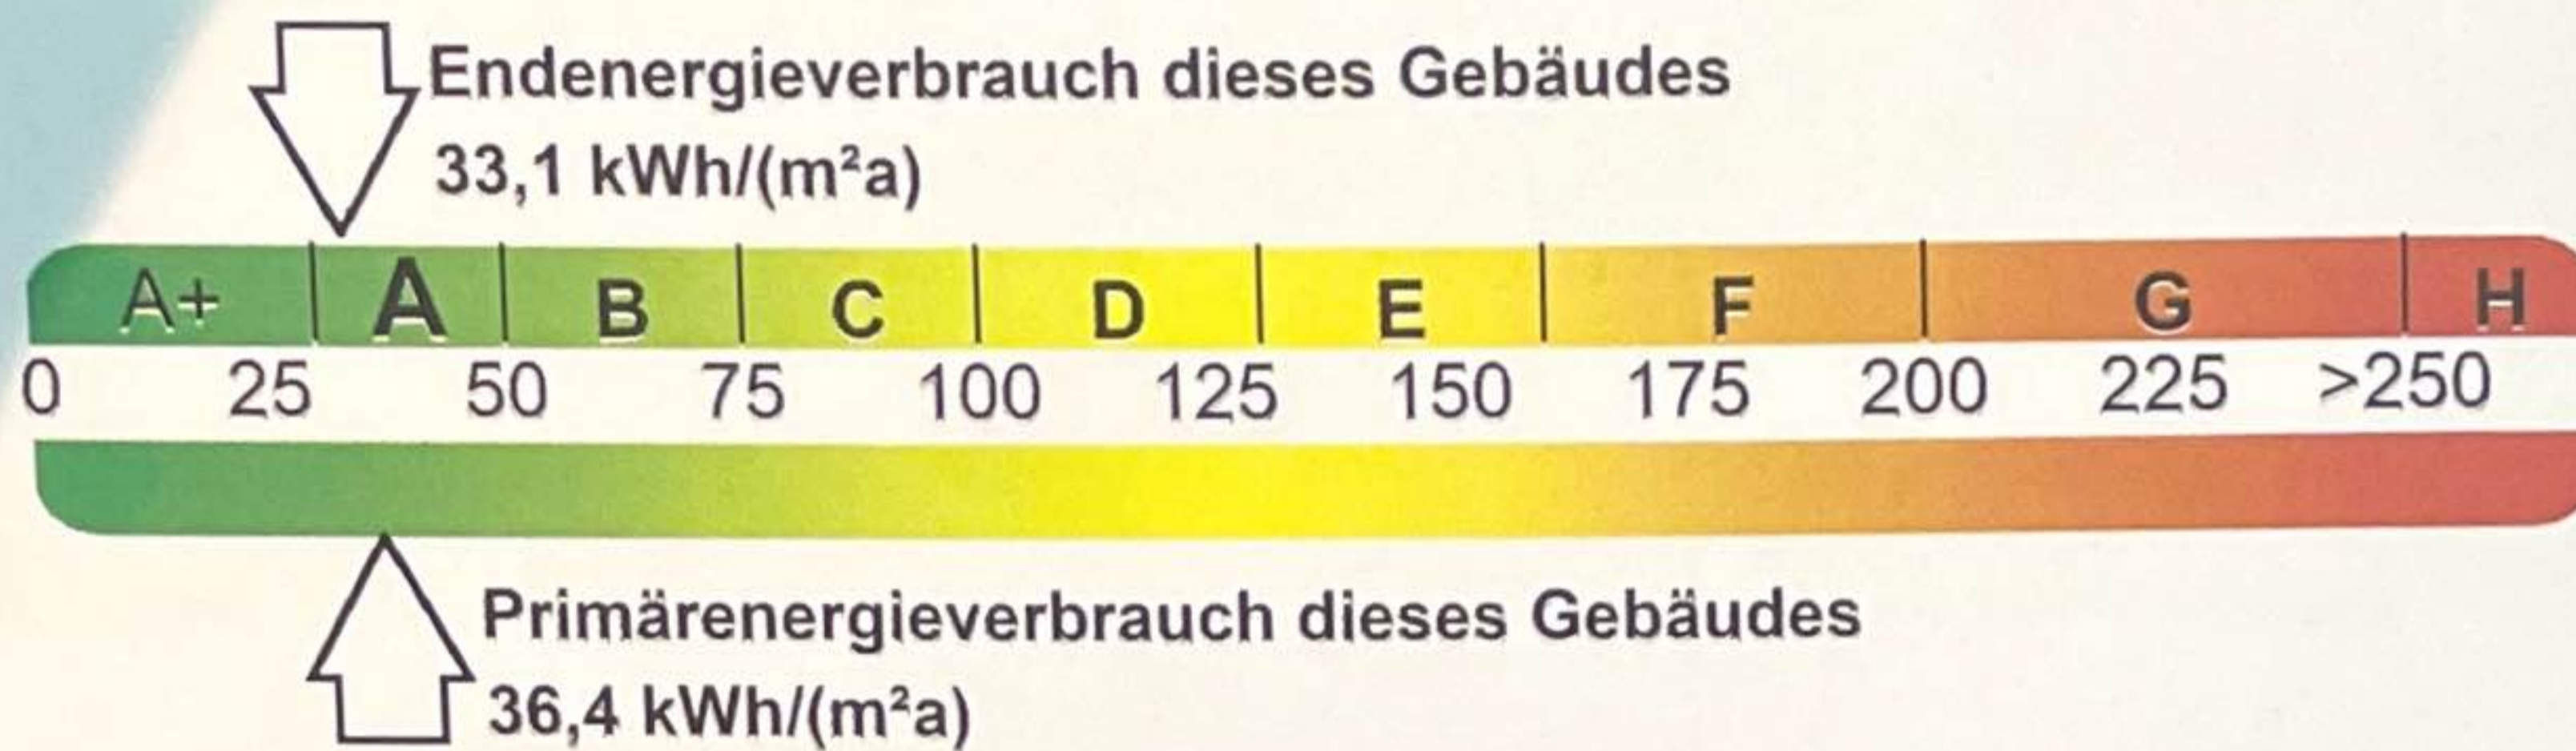 Endenergieverbrauch dieses Gebäudes
33,1 kWh/(m²a)
A+ A B C D E F G H
0 25 50 75 100 125 150 175 200 225 >250
Primärenergieverbrauch dieses Gebäudes
36,4 kWh/(m²a)